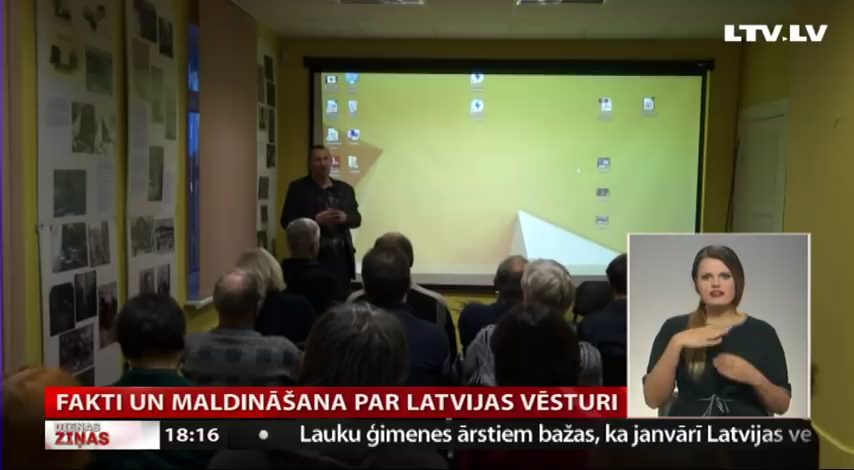 LTV.LV
FAKTI UN MALDINĀŠANA PAR LATVIJAS VĒSTURI
DIENAS
ZIŅAS
18:16
Lauku ģimenes ārstiem bažas, ka janvārī Latvijas ve